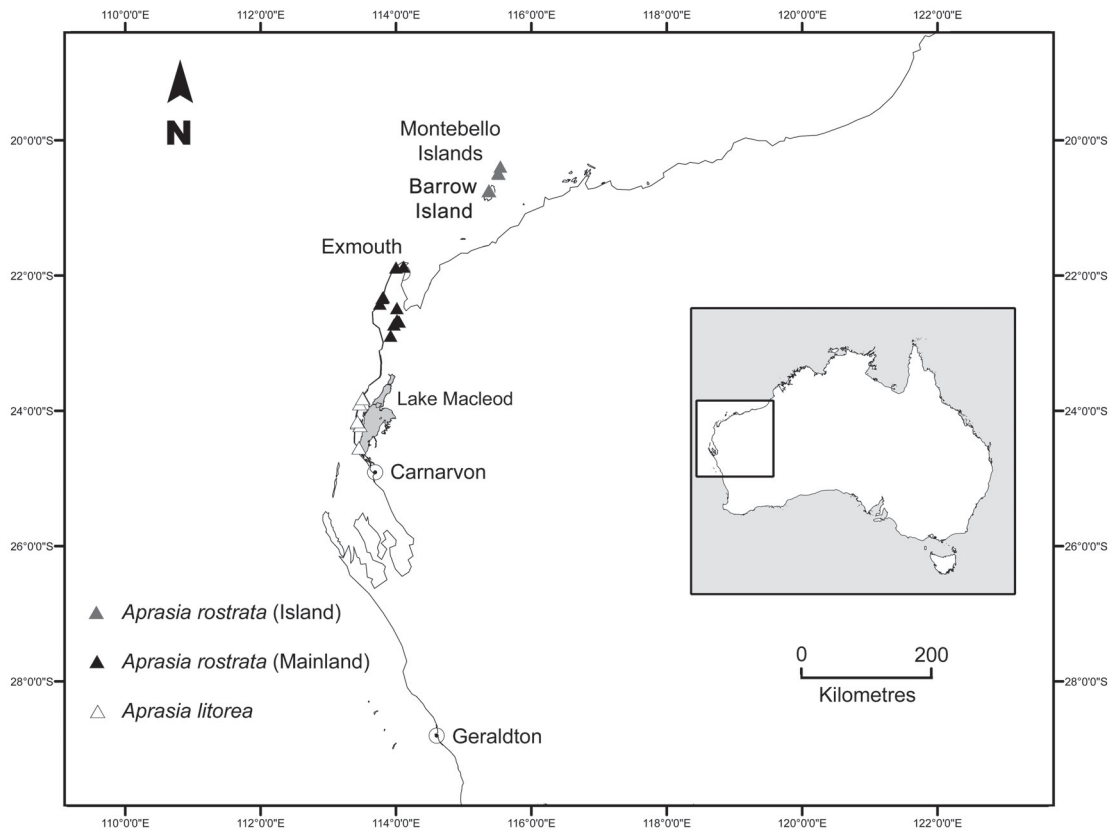 110°0'0"E 112°0'0"E 114°0'0"E 115°0'0"E 118°0'0"E 120°0'0"E 122°0'0"E
N
20°0'0"S 20°0'0"S
Montebello
Islands
Barrow
Island
Exmouth
22°0'0"S 22°0'0"S
Lake Macleod
24°0'0"S 24°0'0"S
Carnarvon
26°0'0"S 26°0'0"S
Aprasia rostrata (Island)
Aprasia rostrata (Mainland)
Aprasia litorea
0 200
Kilometres
28°0'0"S 28°0'0"S
Geraldton
110°0'0"E 112°0'0"E 114°0'0"E 116°0'0"E 118°0'0"E 120°0'0"E 122°0'0"E